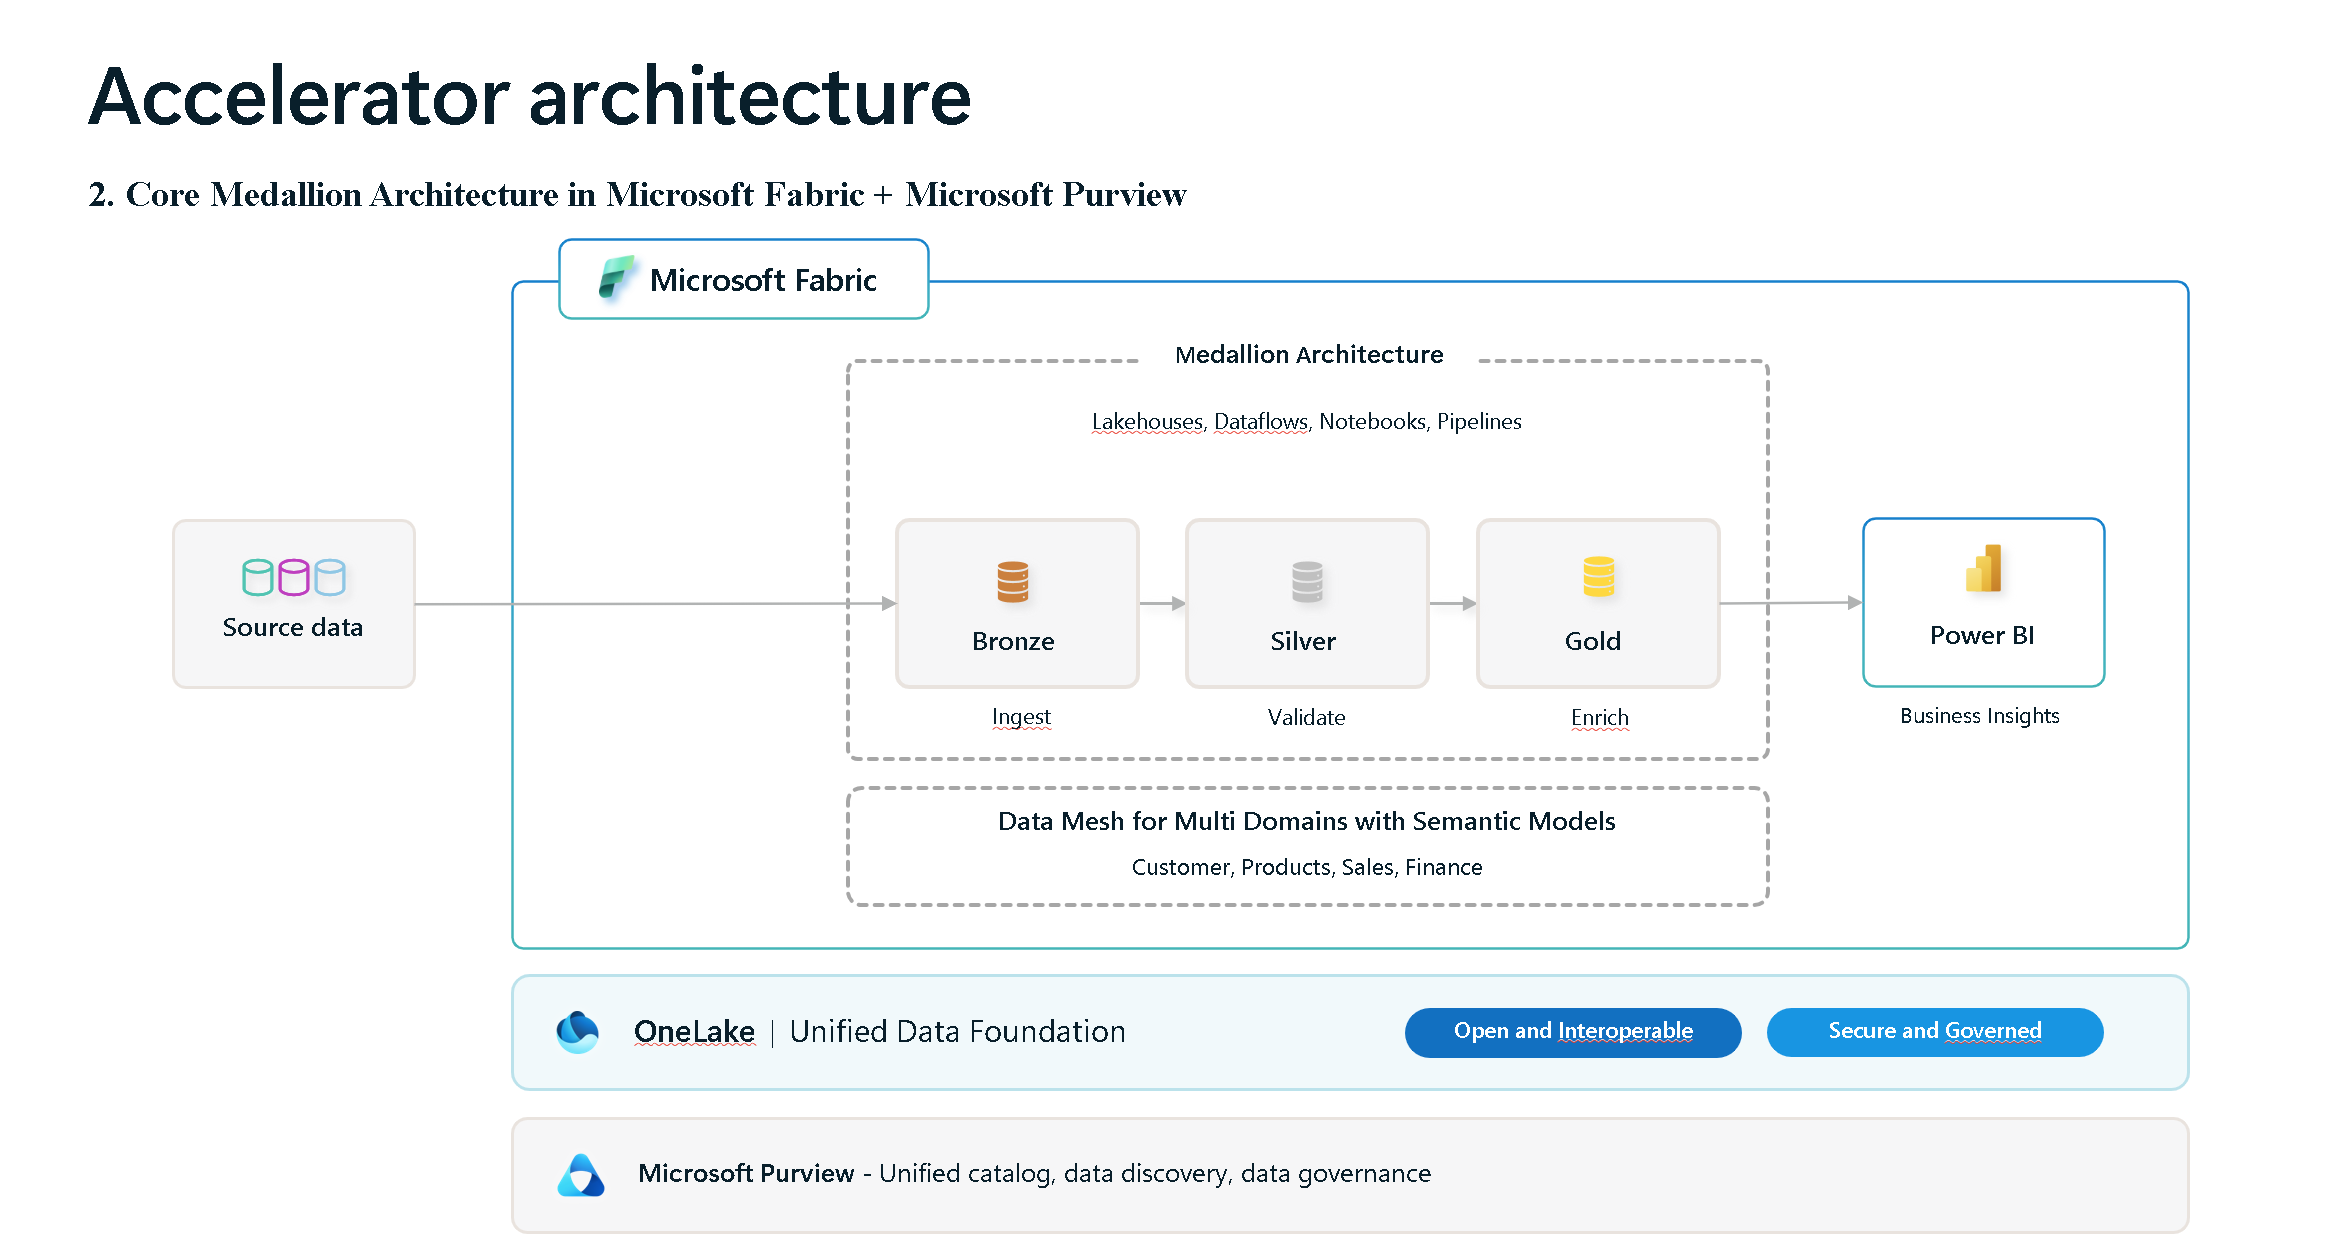 Accelerator architecture
2. Core Medallion Architecture in Microsoft Fabric + Microsoft Purview
Microsoft Fabric
Medallion Architecture
Lakehouses, Dataflows, Notebooks, Pipelines
Source data
Bronze
Silver
Gold
Power BI
Ingest
Validate
Enrich
Business Insights
Data Mesh for Multi Domains with Semantic Models
Customer, Products, Sales, Finance
OneLake | Unified Data Foundation
Open and Interoperable
Secure and Governed
Microsoft Purview - Unified catalog, data discovery, data governance